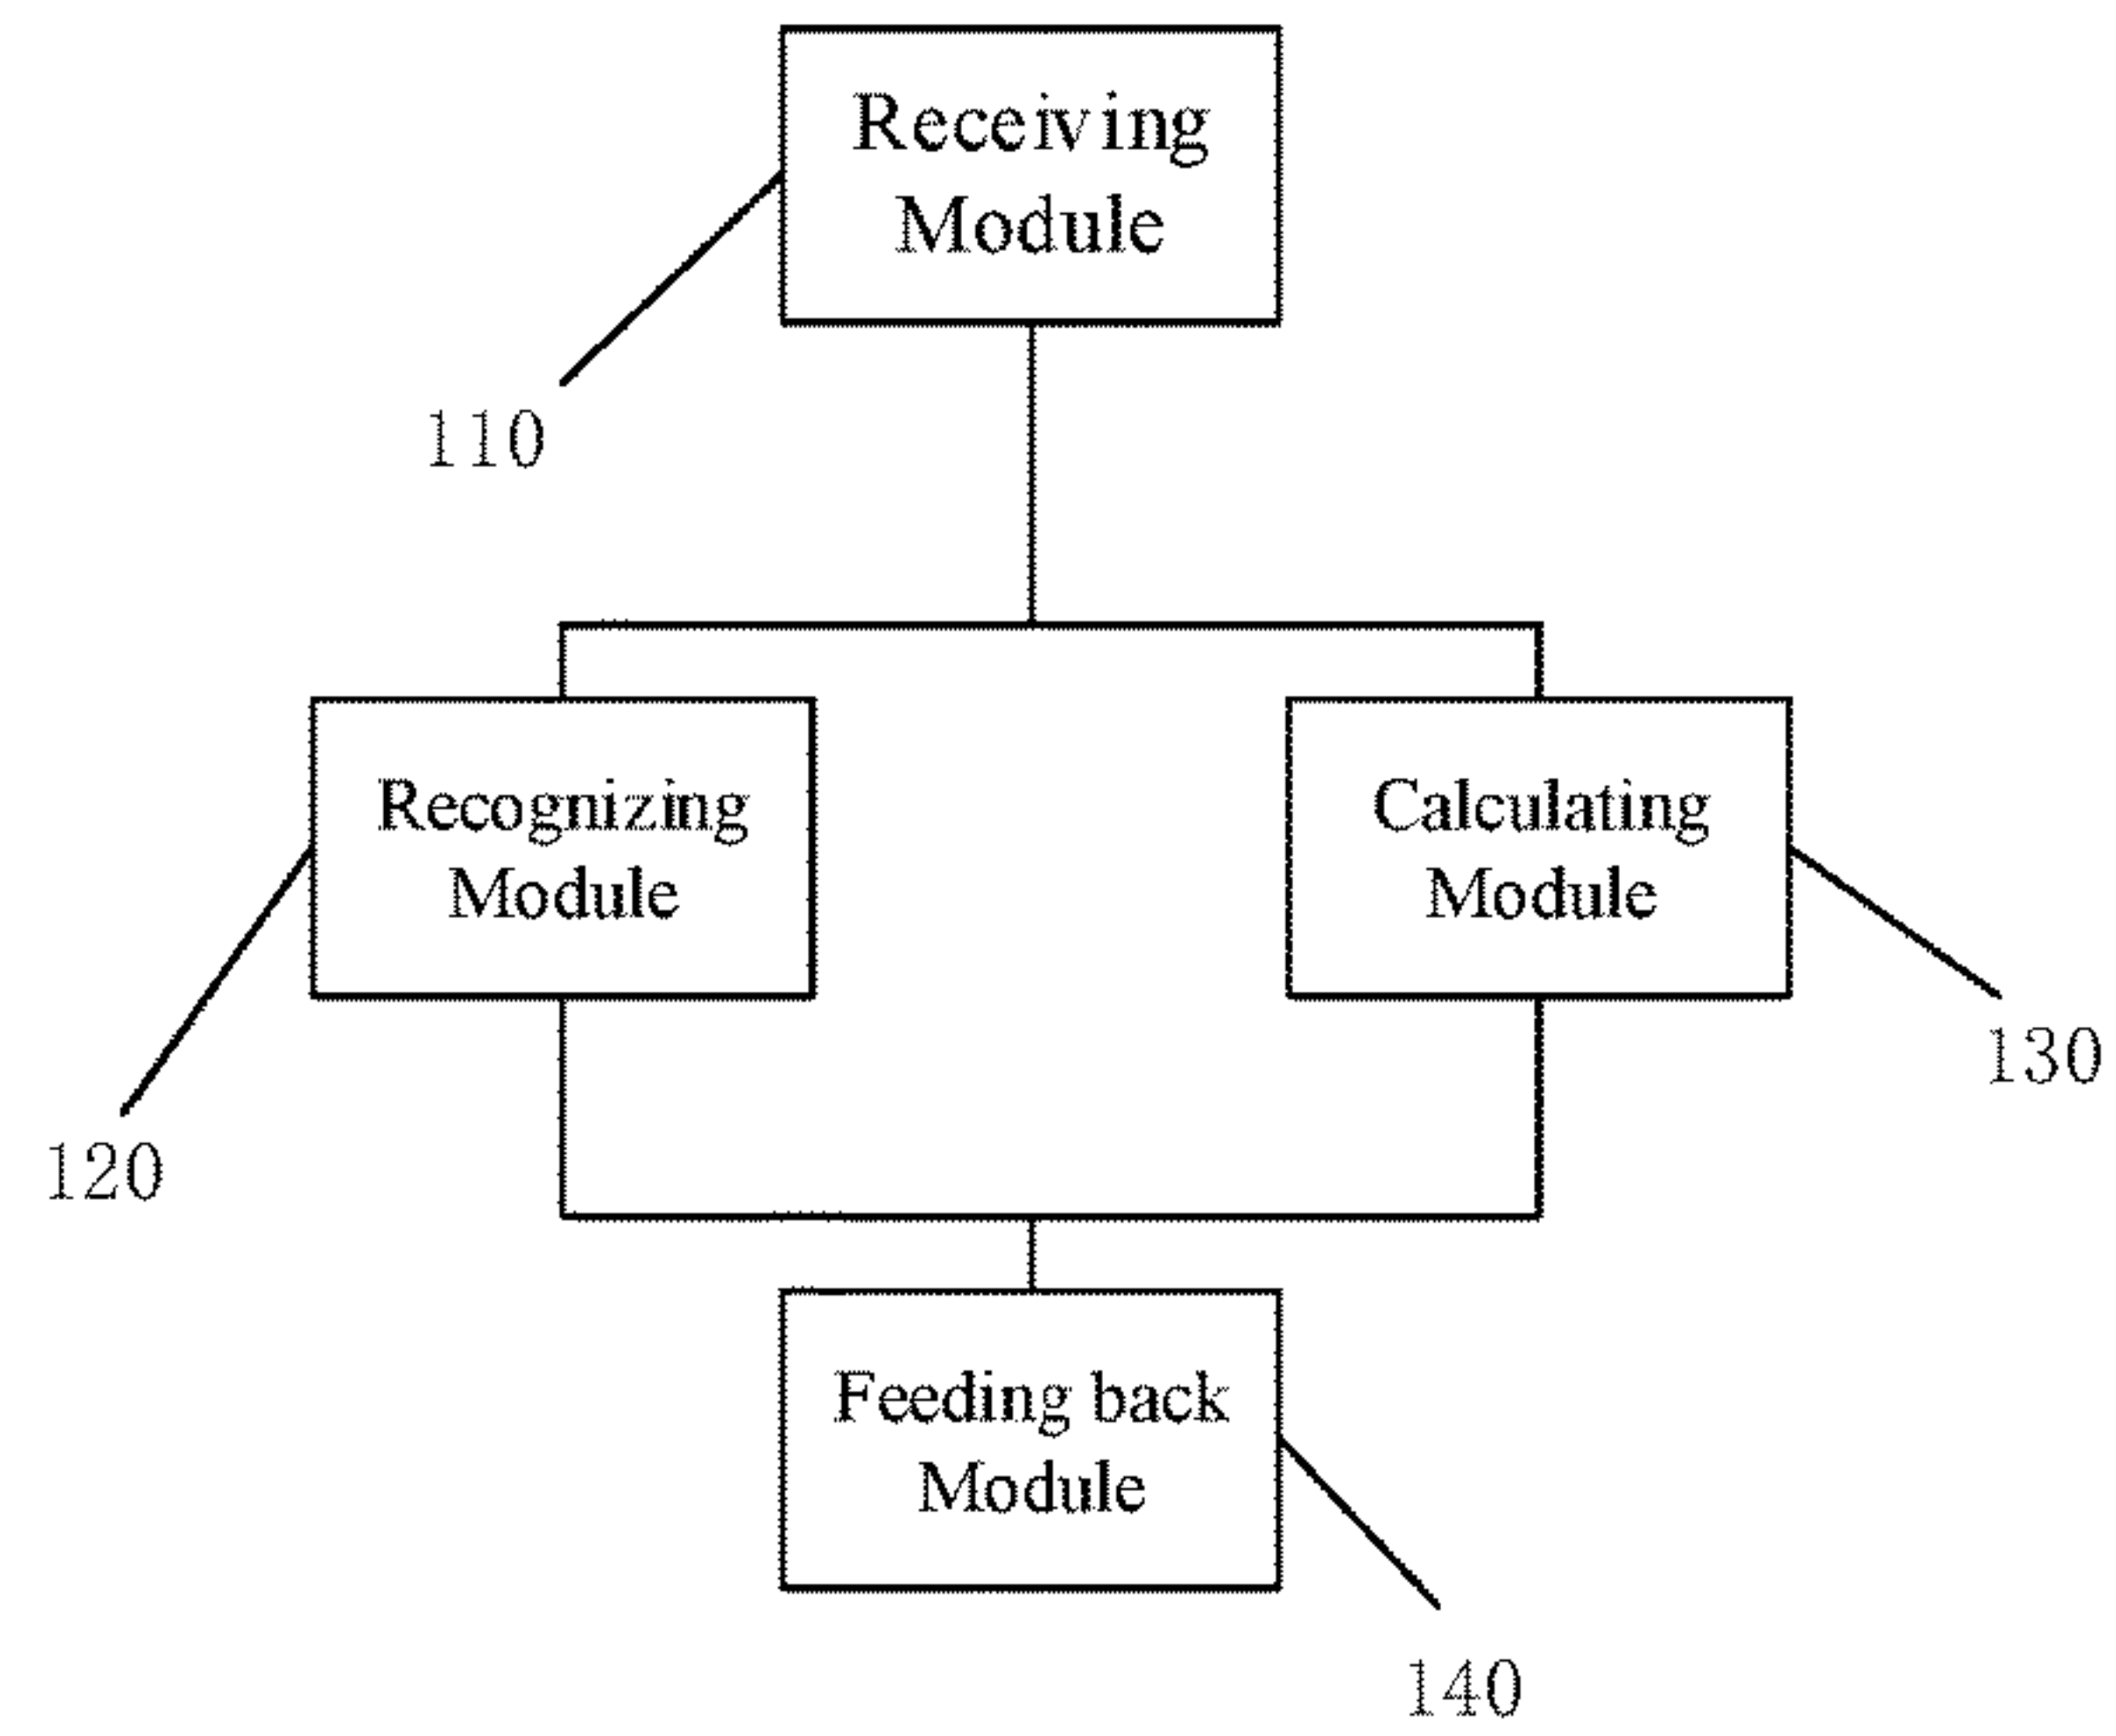 Receiving
Module
110
Recognizing
Module
Calculating
Module
130
120
Feeding back
Module
140